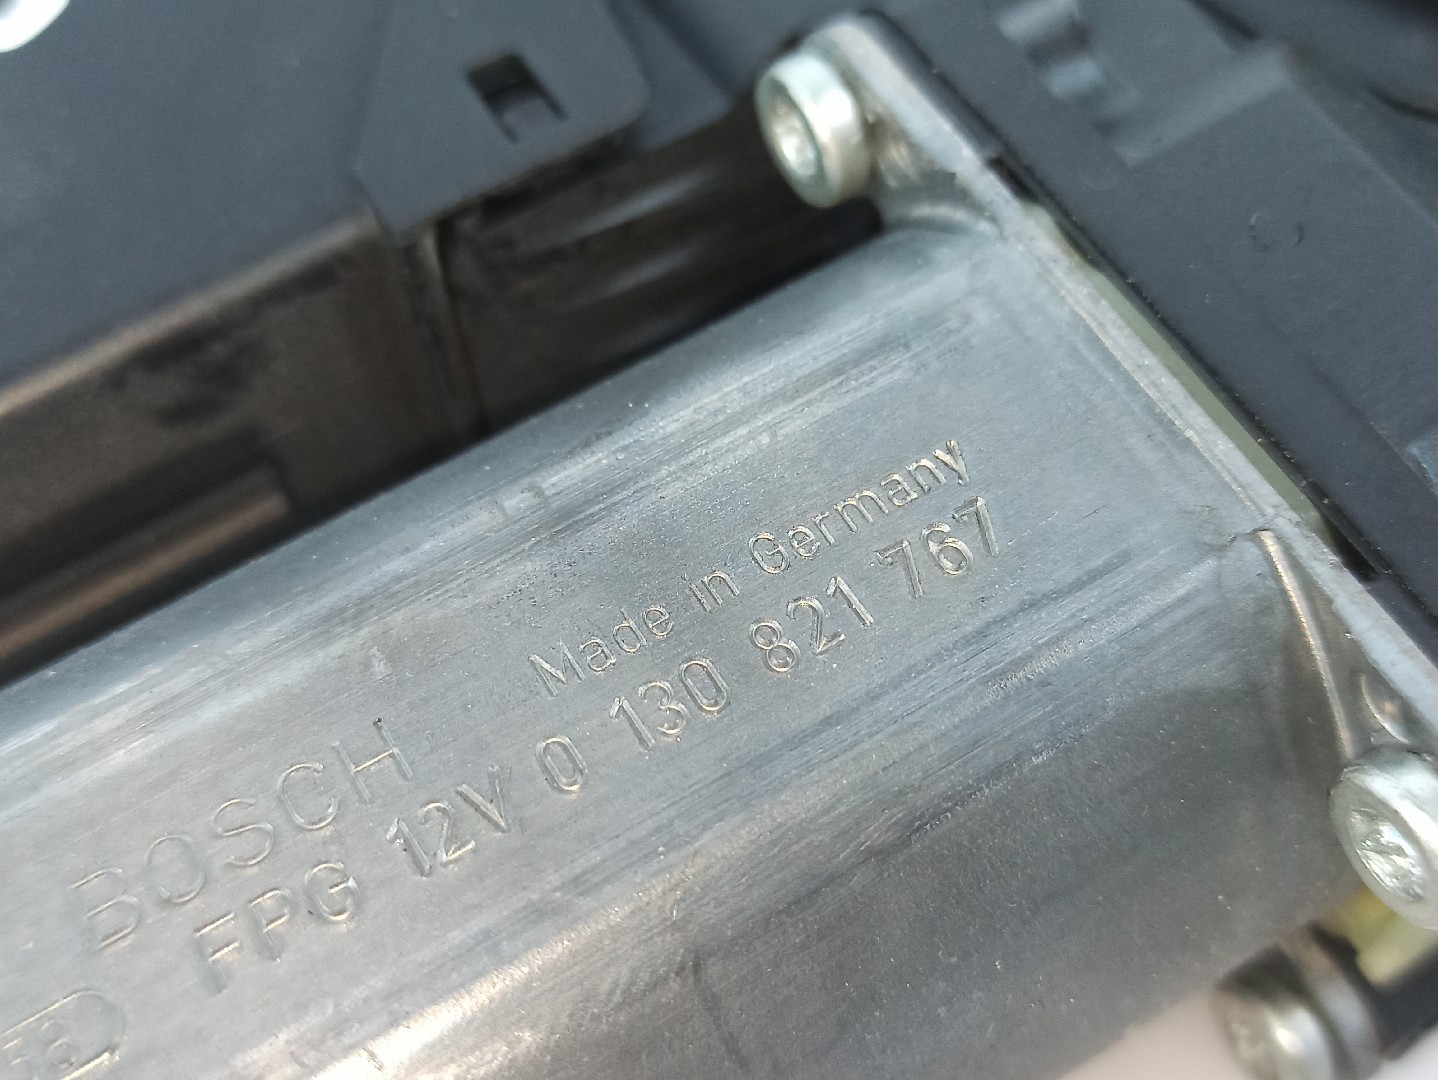 Made in Germany
BOSCH
FPG 12V 0 130 821 767